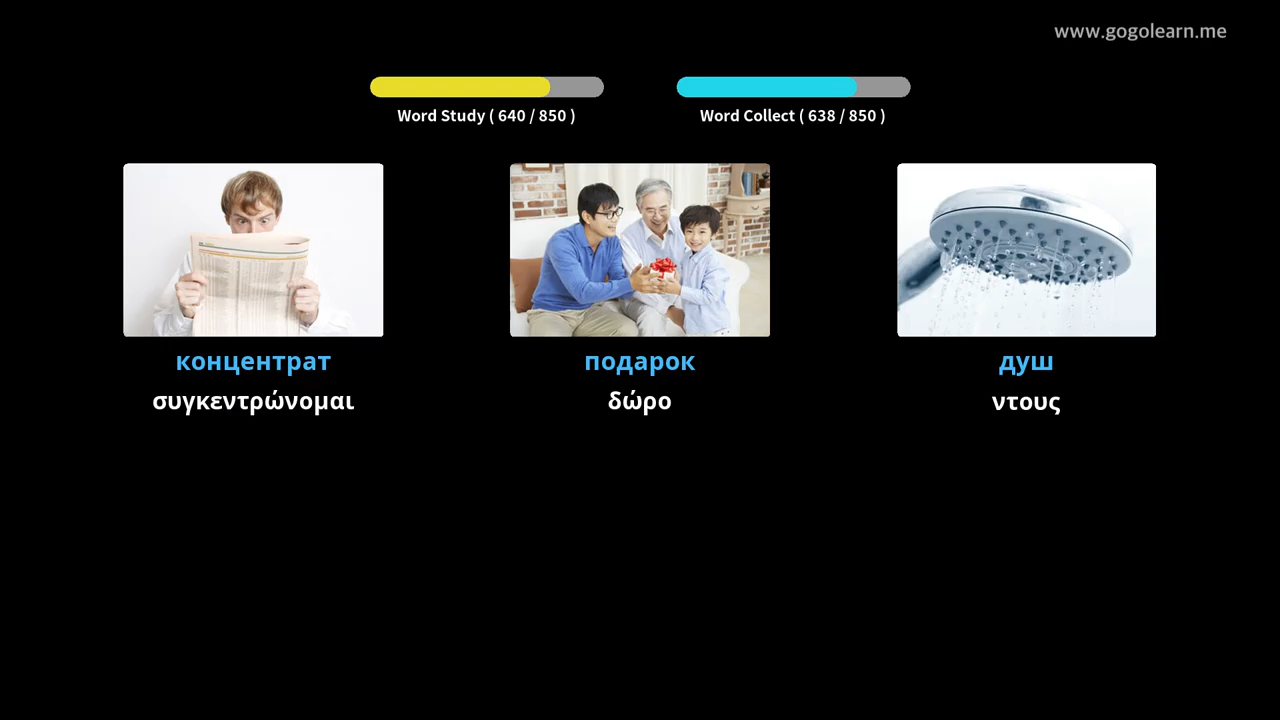 www.gogolearn.me
Word Study ( 640 / 850 )
Word Collect ( 638 / 850 )
концентрат
συγκεντρώνομαι
подарок
δώρο
душ
ντους